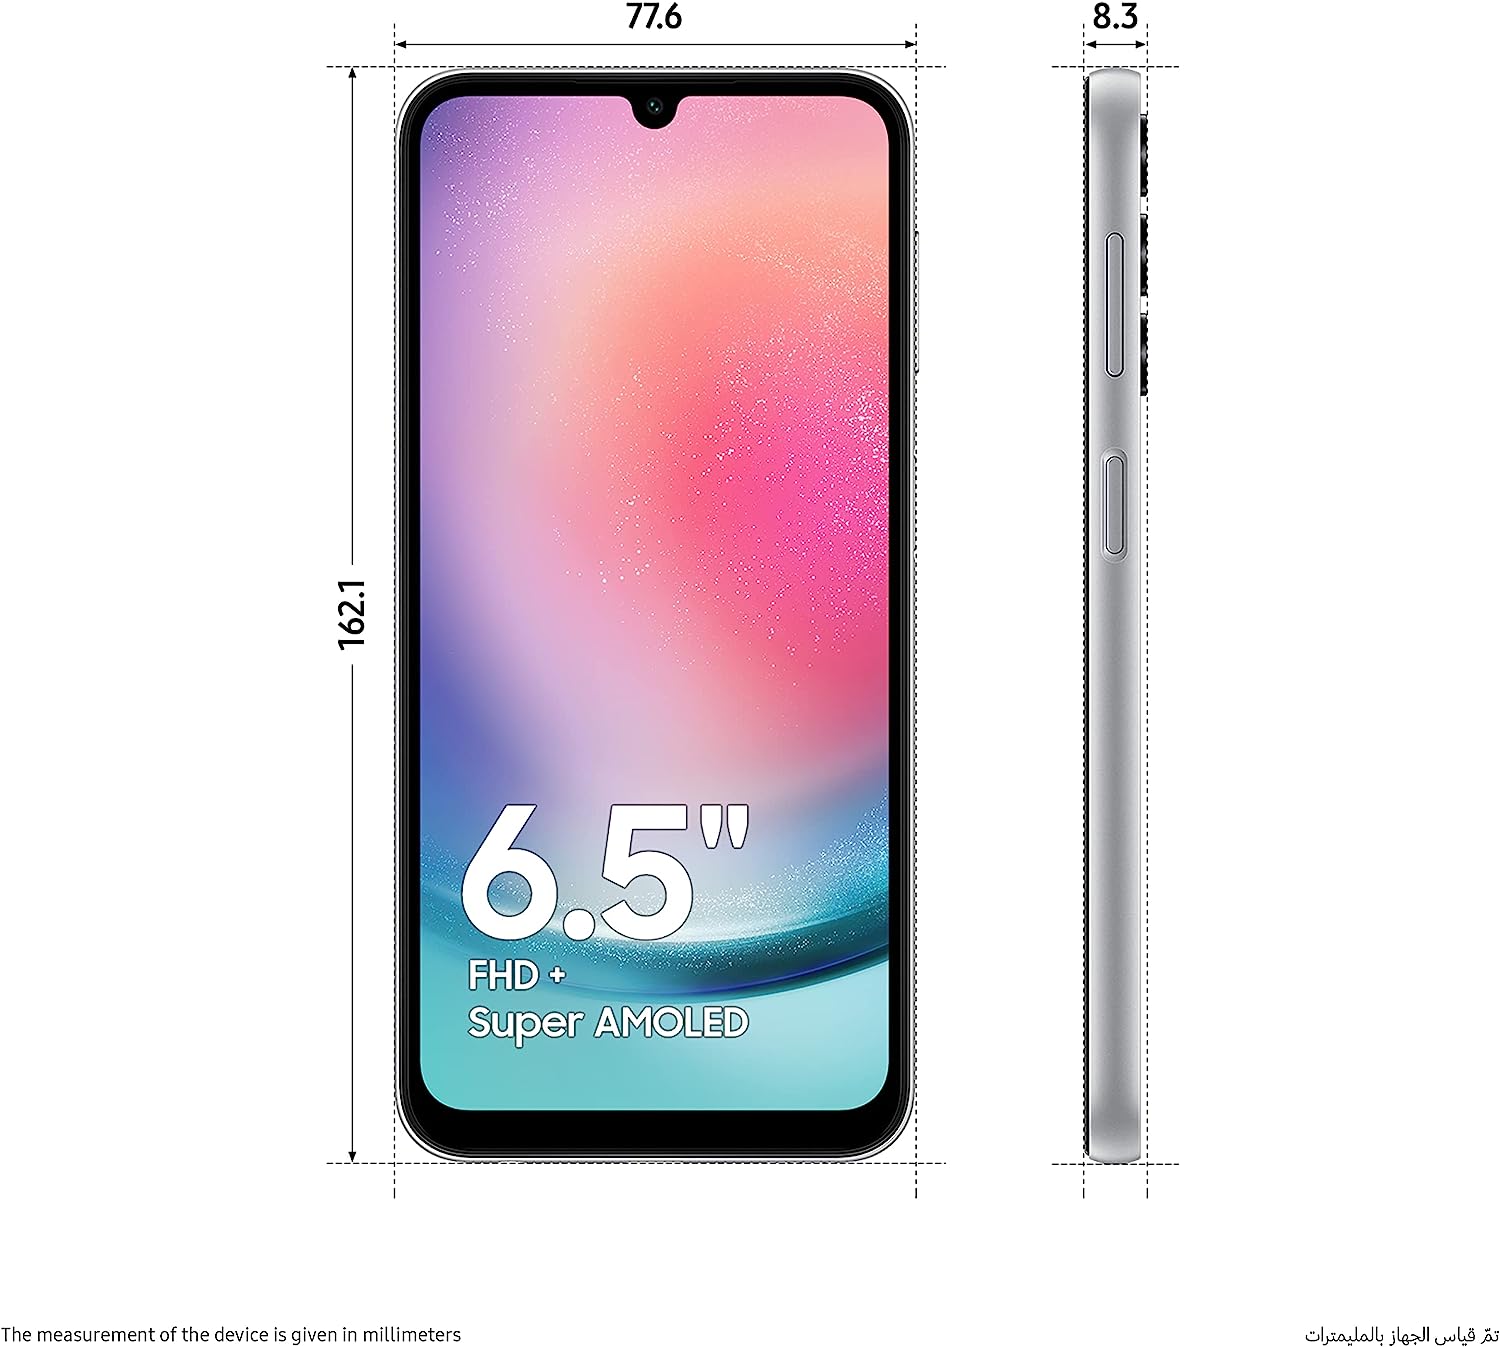 77.6
8.3
162.1
6.5"
FHD +
Super AMOLED
The measurement of the device is given in millimeters
تمّ قياس الجهاز بالمليمترات